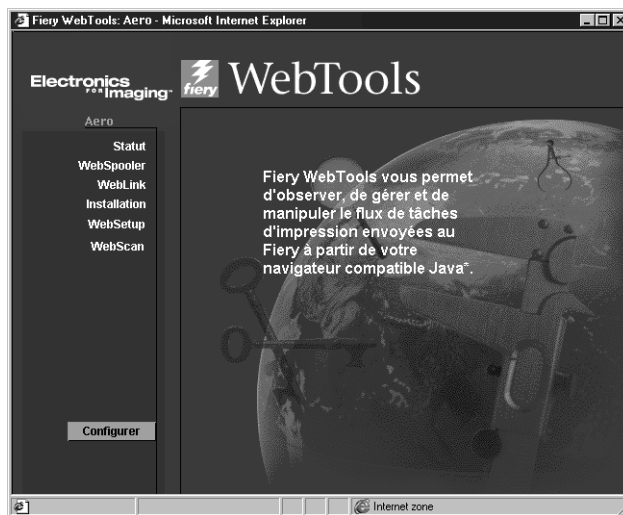 Fiery WebTools: Aero - Microsoft Internet Explorer
Electronics
FOR Imaging
fiery
WebTools
Aero
Statut
WebSpooler
WebLink
Installation
WebSetup
WebScan
Fiery WebTools vous permet
d'observer, de gérer et de
manipuler le flux de tâches
d'impression envoyées au
Fiery à partir de votre
navigateur compatible Java*.
Configurer
Internet zone